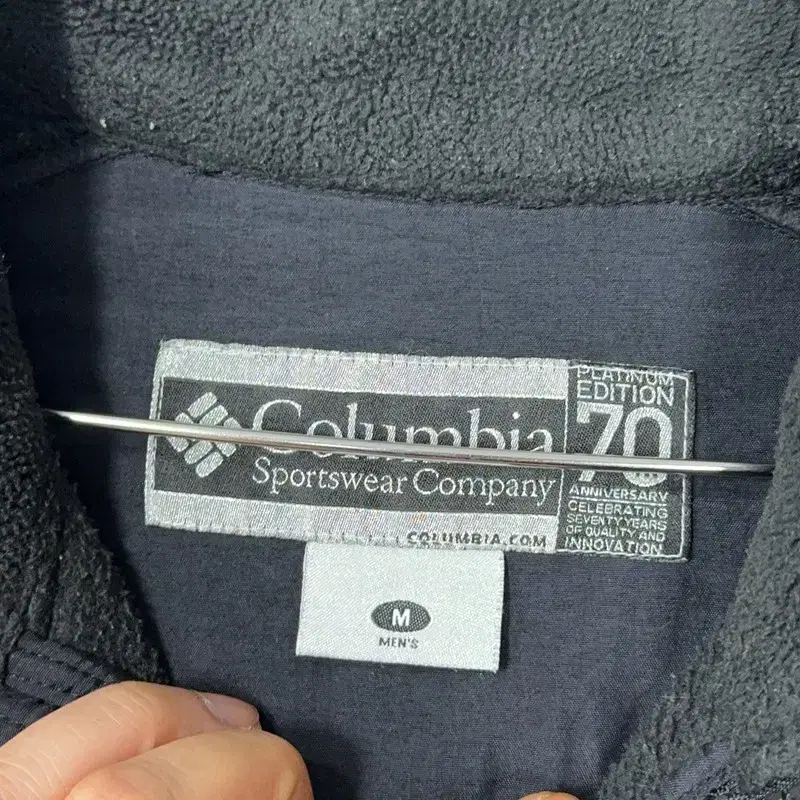 Columbia
Sportswear Company
COLUMBIA.COM
PLATINUM
EDITION
70
ANNIVERSARY
CELEBRATING
SEVENTY YEARS
OF QUALITY AND
INNOVATION
M
MEN'S